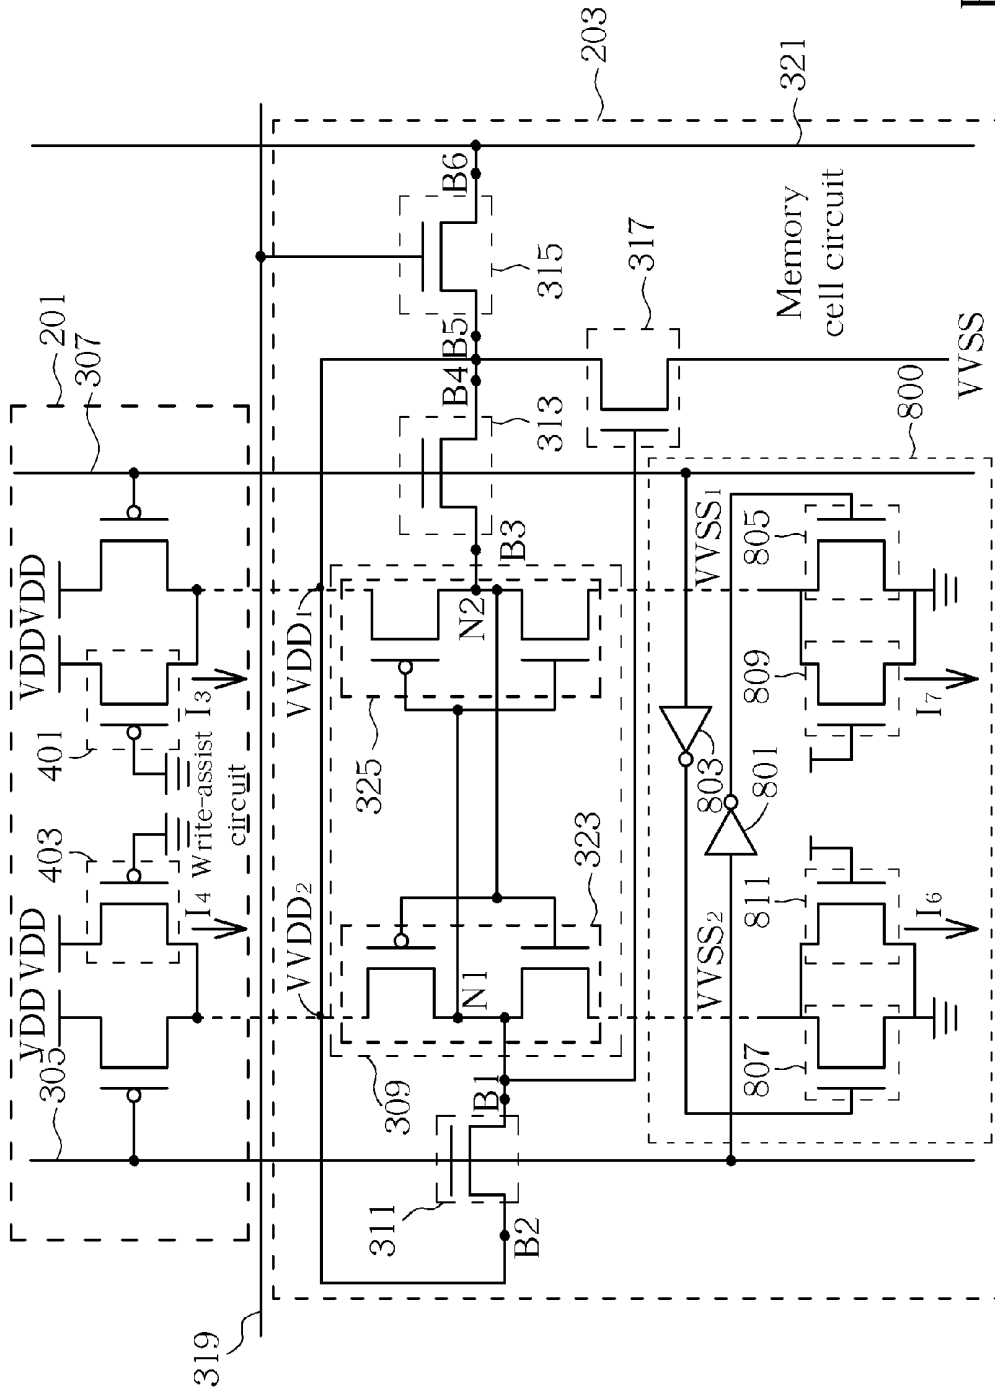 201
307
VDD
VDD
401
I3
Write-assist
circuit
403
I4
VDD
VDD
305
319
203
321
VVDD1
VVDD2
B6
315
B5
B4
313
B3
N2
325
317
Memory
cell circuit
VVSS
323
N1
309
B1
311
B2
800
VVSS1
805
809
I7
803
801
VVSS2
811
I6
807